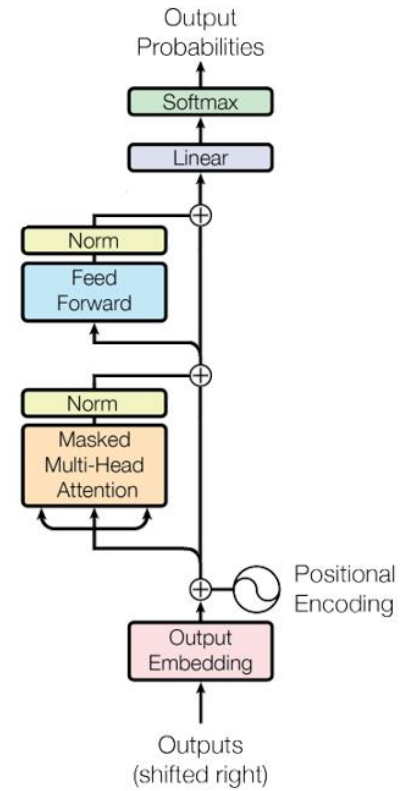 Output
Probabilities
Softmax
Linear
Norm
Feed
Forward
Norm
Masked
Multi-Head
Attention
Positional
Encoding
Output
Embedding
Outputs
(shifted right)